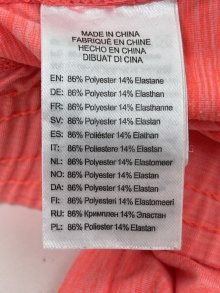 MADE IN CHINA
FABRIQUÉ EN CHINE
HECHO EN CHINO
DIBUAT DI CINA
EN: 86% Polyester 14% Elastane
DE: 86% Polyester 14% Elasthan
FR: 86% Polyester 14% Elasthanne
SV: 86% Polyester 14% Elastan
ES: 86% Poliéster 14% Elathan
IT: 86% Poliestere 14% Elastan
NL: 86% Polyester 14% Elastomeer
NO: 86% Polyester 14% Elastan
DA: 86% Polyester 14% Elastan
FI: 86% Polyesteri 14% Elasteeni
RU: 86% Кримплен 14% Эластан
PL: 86% Poliester 14% Elastan